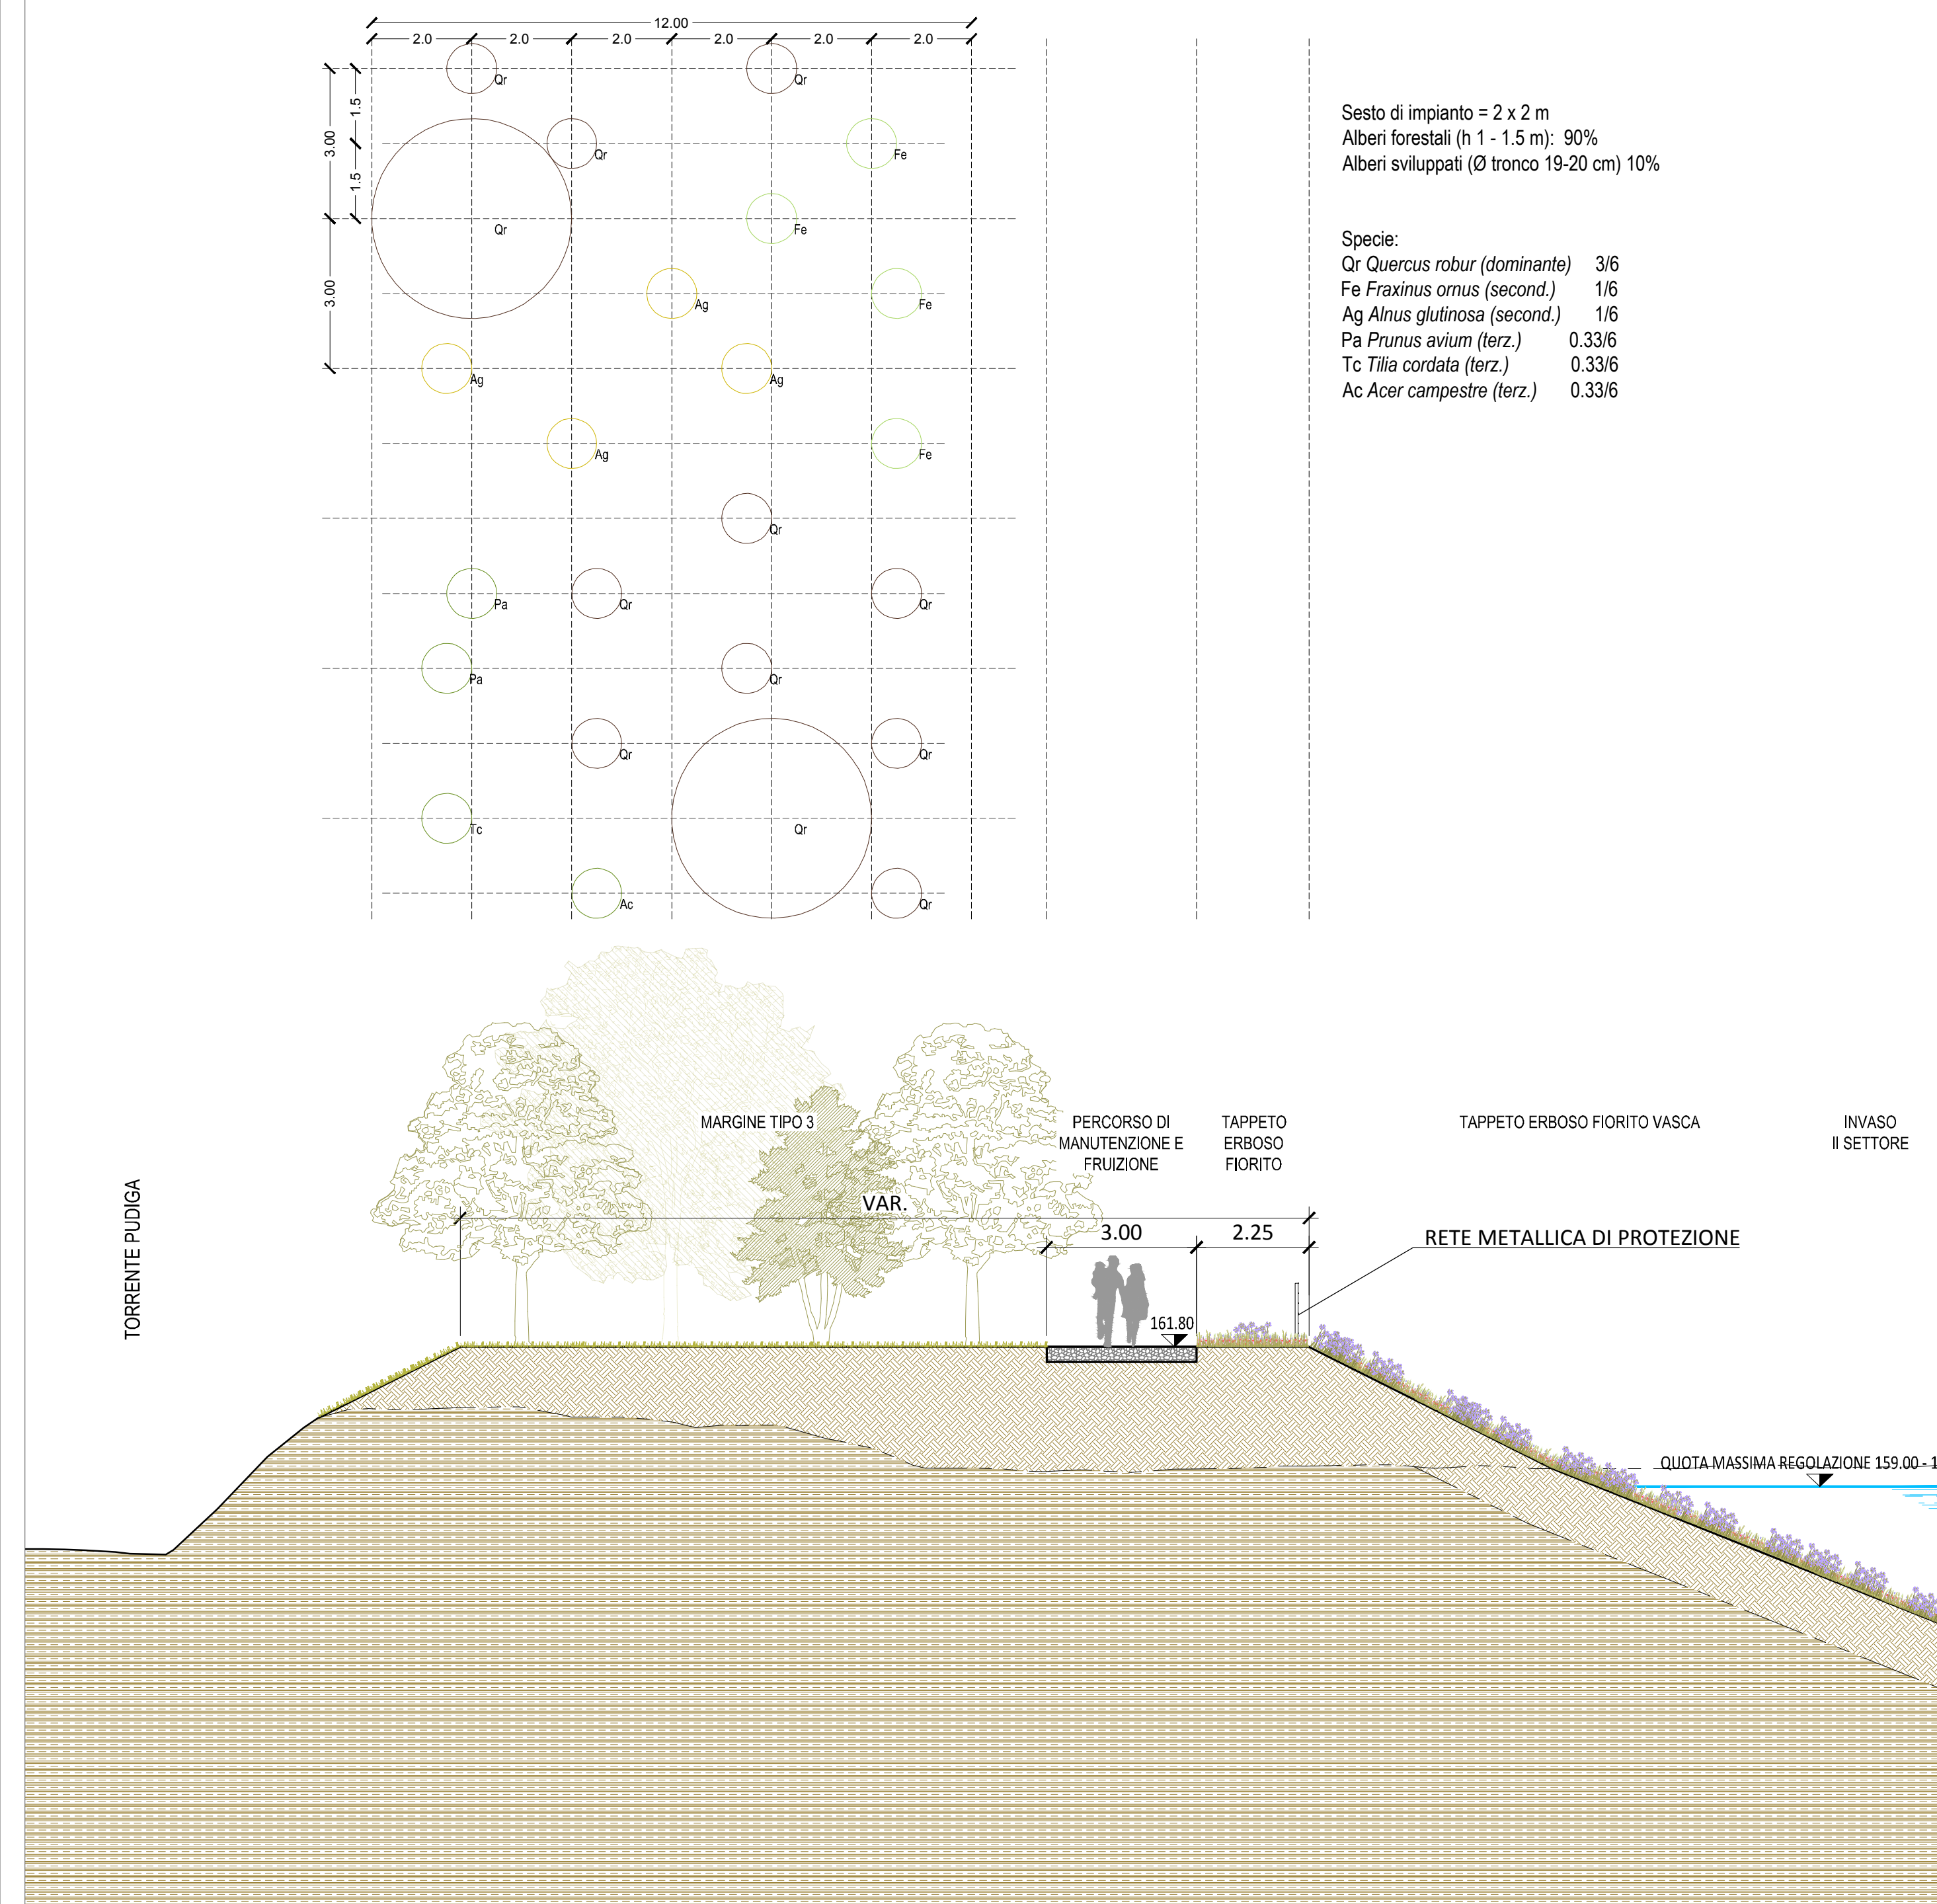 12.00
2.0 2.0 2.0 2.0 2.0 2.0
Qr Qr
1.5
3.00
Qr Fe
1.5
Qr Fe
3.00
Ag Fe
Ag Ag
Ag Fe
Qr
Pa Qr Qr
Pa Qr
Qr Qr
Tc Qr
Ac Qr
Sesto di impianto = 2 x 2 m
Alberi forestali (h 1 - 1.5 m): 90%
Alberi sviluppati (Ø tronco 19-20 cm) 10%
Specie:
Qr Quercus robur (dominante) 3/6
Fe Fraxinus ornus (second.) 1/6
Ag Alnus glutinosa (second.) 1/6
Pa Prunus avium (terz.) 0.33/6
Tc Tilia cordata (terz.) 0.33/6
Ac Acer campestre (terz.) 0.33/6
TORRENTE PUDIGA
MARGINE TIPO 3
PERCORSO DI
MANUTENZIONE E
FRUIZIONE
TAPPETO
ERBOSO
FIORITO
TAPPETO ERBOSO FIORITO VASCA
INVASO
II SETTORE
VAR.
3.00 2.25
RETE METALLICA DI PROTEZIONE
161.80
QUOTA MASSIMA REGOLAZIONE 159.00 - 1